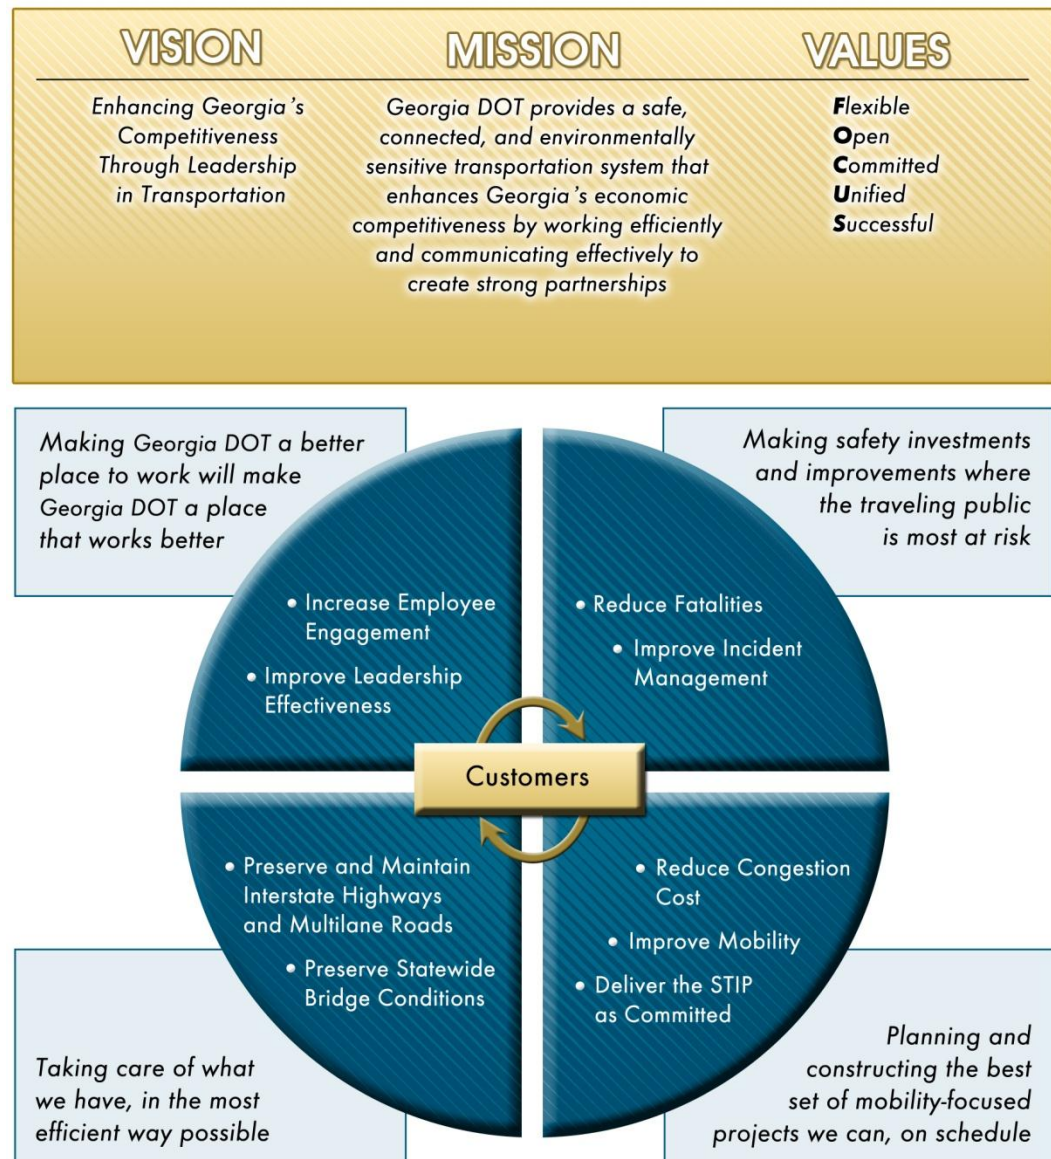 VISION
Enhancing Georgia's
Competitiveness
Through Leadership
in Transportation
MISSION
Georgia DOT provides a safe,
connected, and environmentally
sensitive transportation system that
enhances Georgia's economic
competitiveness by working efficiently
and communicating effectively to
create strong partnerships
VALUES
Flexible
Open
Committed
Unified
Successful
Making Georgia DOT a better
place to work will make
Georgia DOT a place
that works better
• Increase Employee
Engagement
• Improve Leadership
Effectiveness
Making safety investments
and improvements where
the traveling public
is most at risk
• Reduce Fatalities
• Improve Incident
Management
Customers
• Preserve and Maintain
Interstate Highways
and Multilane Roads
• Preserve Statewide
Bridge Conditions
Taking care of what
we have, in the most
efficient way possible
• Reduce Congestion
Cost
• Improve Mobility
• Deliver the STIP
as Committed
Planning and
constructing the best
set of mobility-focused
projects we can, on schedule